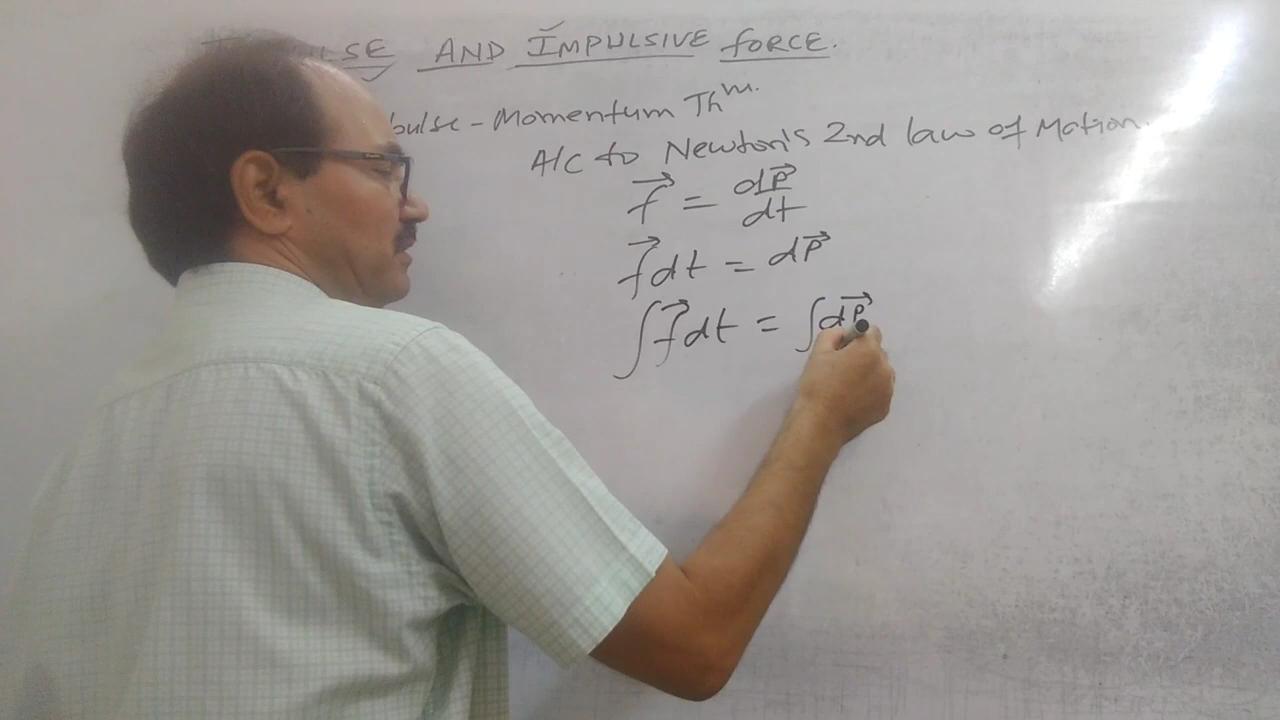 AND IMPULSIVE FORCE.
- Momentum Thm.
A/C to Newton's 2nd law of Motion.
f⃗ = dP⃗/dt
f⃗dt = dP⃗
∫f⃗dt = ∫dP⃗